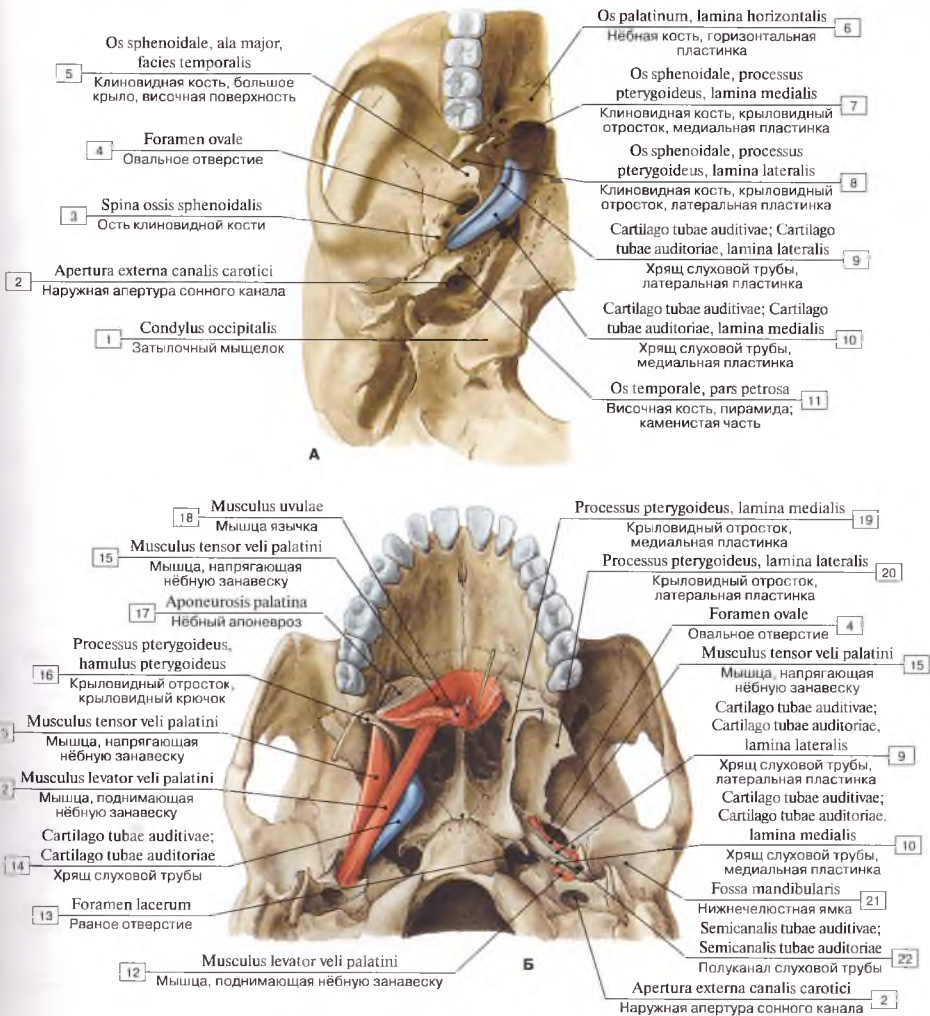 Os sphenoidale, ala major,
facies temporalis
5
Клиновидная кость, большое
крыло, височная поверхность
Foramen ovale
4
Овальное отверстие
Spina ossis sphenoidalis
3
Ость клиновидной кости
Apertura externa canalis carotici
2
Наружная апертура сонного канала
Condylus occipitalis
1
Затылочный мыщелок
Os palatinum, lamina horizontalis
6
Нёбная кость, горизонтальная
пластинка
Os sphenoidale, processus
pterygoideus, lamina medialis
7
Клиновидная кость, крыловидный
отросток, медиальная пластинка
Os sphenoidale, processus
pterygoideus, lamina lateralis
8
Клиновидная кость, крыловидный
отросток, латеральная пластинка
Cartilago tubae auditivae; Cartilago
tubae auditoriae, lamina lateralis
9
Хрящ слуховой трубы,
латеральная пластинка
Cartilago tubae auditivae; Cartilago
tubae auditoriae, lamina medialis
10
Хрящ слуховой трубы,
медиальная пластинка
Os temporale, pars petrosa
11
Височная кость, пирамида;
каменистая часть
А
Musculus uvulae
18
Мышца язычка
Musculus tensor veli palatini
15
Мышца, напрягающая
нёбную занавеску
Aponeurosis palatina
17
Нёбный апоневроз
Processus pterygoideus,
hamulus pterygoideus
16
Крыловидный отросток,
крыловидный крючок
Musculus tensor veli palatini
Мышца, напрягающая
нёбную занавеску
Musculus levator veli palatini
2
Мышца, поднимающая
нёбную занавеску
Cartilago tubae auditivae;
Cartilago tubae auditoriae
14
Хрящ слуховой трубы
Foramen lacerum
13
Рваное отверстие
Musculus levator veli palatini
12
Мышца, поднимающая нёбную занавеску
Processus pterygoideus, lamina medialis
19
Крыловидный отросток,
медиальная пластинка
Processus pterygoideus, lamina lateralis
20
Крыловидный отросток,
латеральная пластинка
Foramen ovale
4
Овальное отверстие
Musculus tensor veli palatini
15
Мышца, напрягающая
нёбную занавеску
Cartilago tubae auditivae;
Cartilago tubae auditoriae,
lamina lateralis
9
Хрящ слуховой трубы,
латеральная пластинка
Cartilago tubae auditivae;
Cartilago tubae auditoriae,
lamina medialis
10
Хрящ слуховой трубы,
медиальная пластинка
Fossa mandibularis
21
Нижнечелюстная ямка
Semicanalis tubae auditivae;
Semicanalis tubae auditoriae
22
Полуканал слуховой трубы
Apertura externa canalis carotici
2
Наружная апертура сонного канала
Б